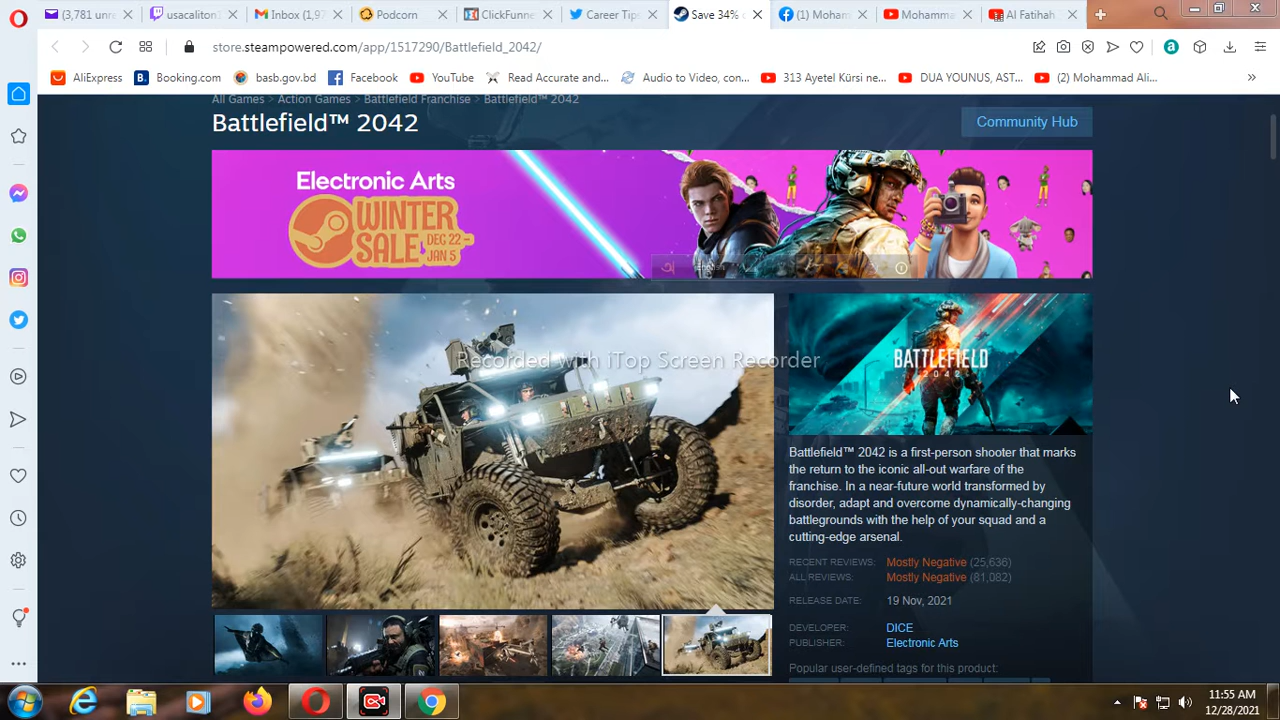 (3,781 unre
usacaliton1
Inbox (1,97
Podcorn
ClickFunne
Career Tips
Save 34% o
(1) Moham
Mohamma
Al Fatihah
store.steampowered.com/app/1517290/Battlefield_2042/
AliExpress
Booking.com
basb.gov.bd
Facebook
YouTube
Read Accurate and...
Audio to Video, con...
313 Ayetel Kürsi ne...
DUA YOUNUS, AST...
(2) Mohammad Ali...
»
All Games > Action Games > Battlefield Franchise > Battlefield™ 2042
Battlefield™ 2042
Community Hub
Electronic Arts
WINTER
SALE DEC 22 –
JAN 5
Recorded with iTop Screen Recorder
BATTLEFIELD
2042
Battlefield™ 2042 is a first-person shooter that marks
the return to the iconic all-out warfare of the
franchise. In a near-future world transformed by
disorder, adapt and overcome dynamically-changing
battlegrounds with the help of your squad and a
cutting-edge arsenal.
RECENT REVIEWS: Mostly Negative (25,636)
ALL REVIEWS: Mostly Negative (81,082)
RELEASE DATE: 19 Nov, 2021
DEVELOPER: DICE
PUBLISHER: Electronic Arts
Popular user-defined tags for this product:
11:55 AM
12/28/2021